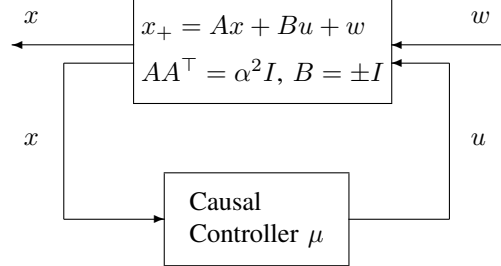 x
w
x₊ = Ax + Bu + w
AA^⊤ = α²I, B = ±I
x
u
Causal
Controller μ